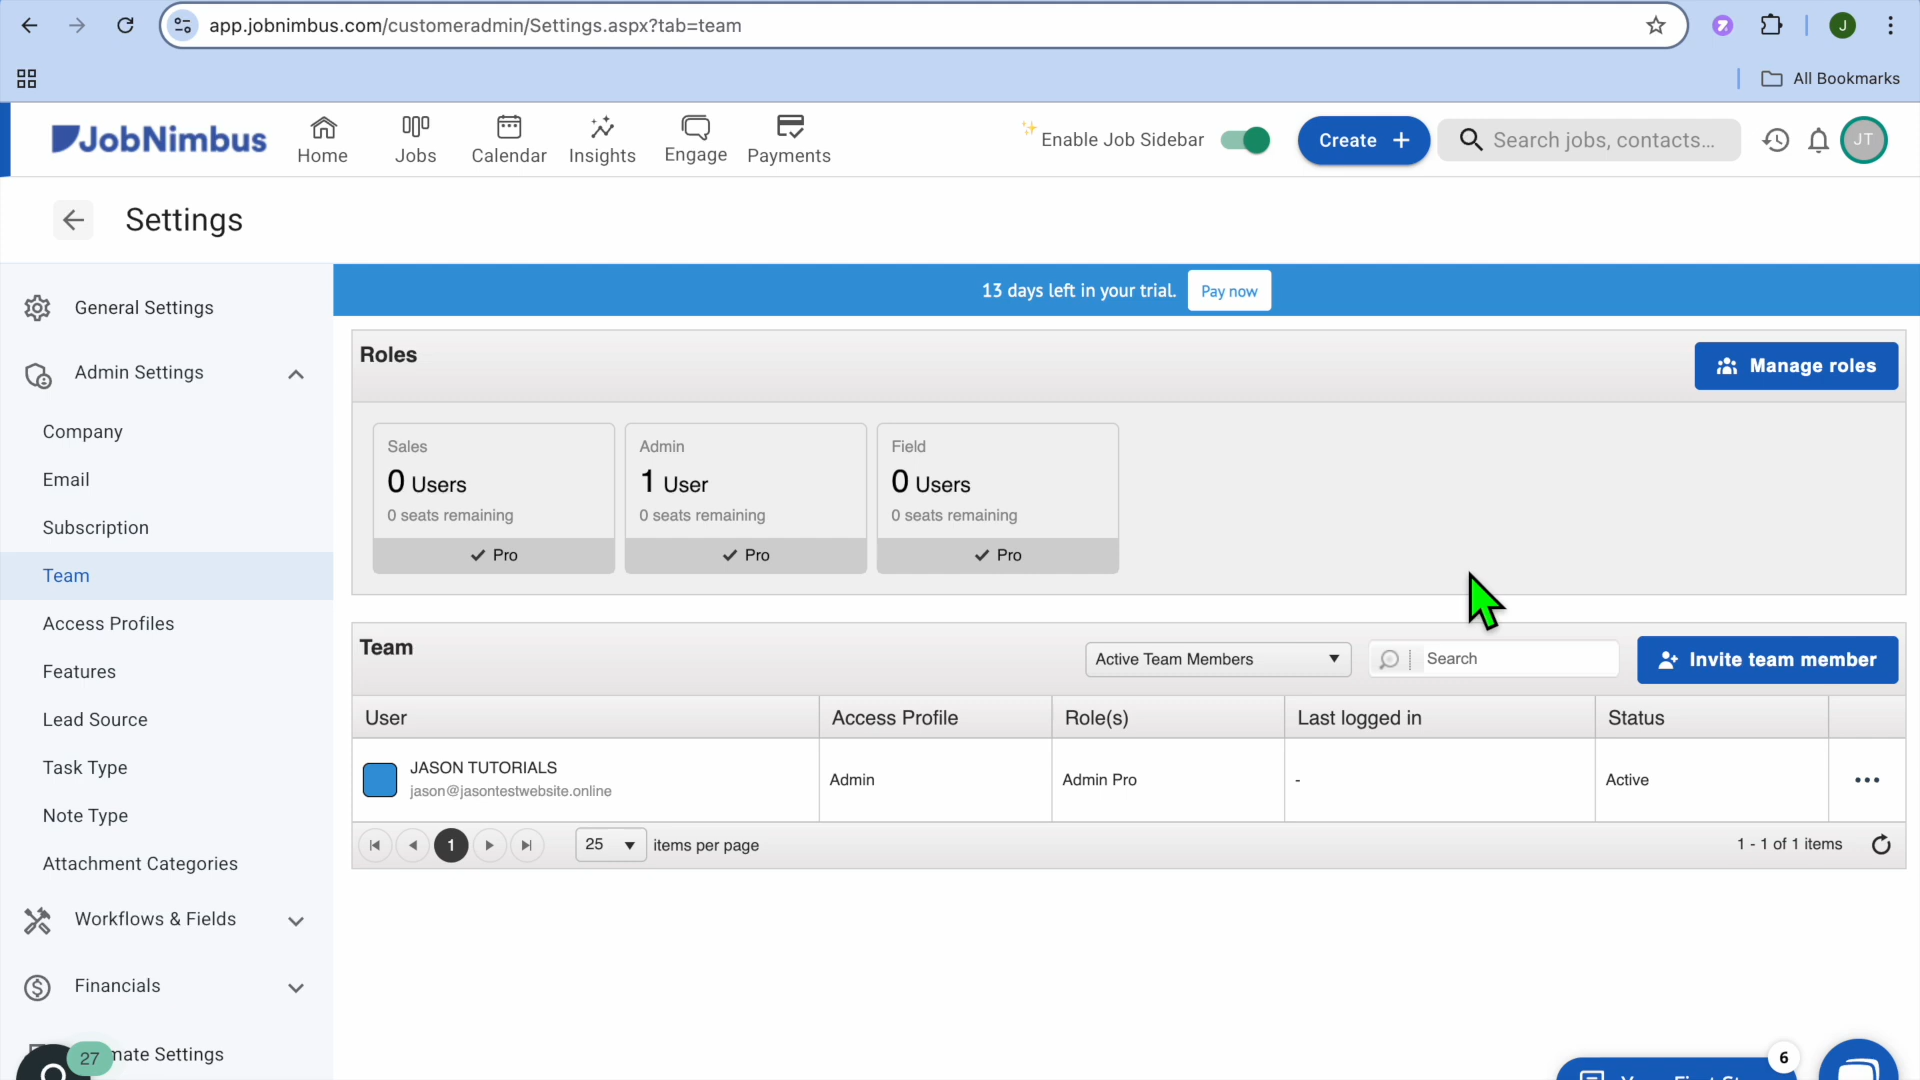 app.jobnimbus.com/customeradmin/Settings.aspx?tab=team
J
All Bookmarks
JobNimbus
Home
Jobs
Calendar
Insights
Engage
Payments
Enable Job Sidebar
Create
Search jobs, contacts...
JT
Settings
General Settings
Admin Settings
Company
Email
Subscription
Team
Access Profiles
Features
Lead Source
Task Type
Note Type
Attachment Categories
Workflows & Fields
Financials
mate Settings
27
13 days left in your trial. Pay now
Roles
Manage roles
Sales
0 Users
0 seats remaining
Pro
Admin
1 User
0 seats remaining
Pro
Field
0 Users
0 seats remaining
Pro
Team
Active Team Members
Search
Invite team member
User Access Profile Role(s) Last logged in Status
JASON TUTORIALS
jason@jasontestwebsite.online
Admin
Admin Pro
-
Active
1
25
items per page
1 - 1 of 1 items
6